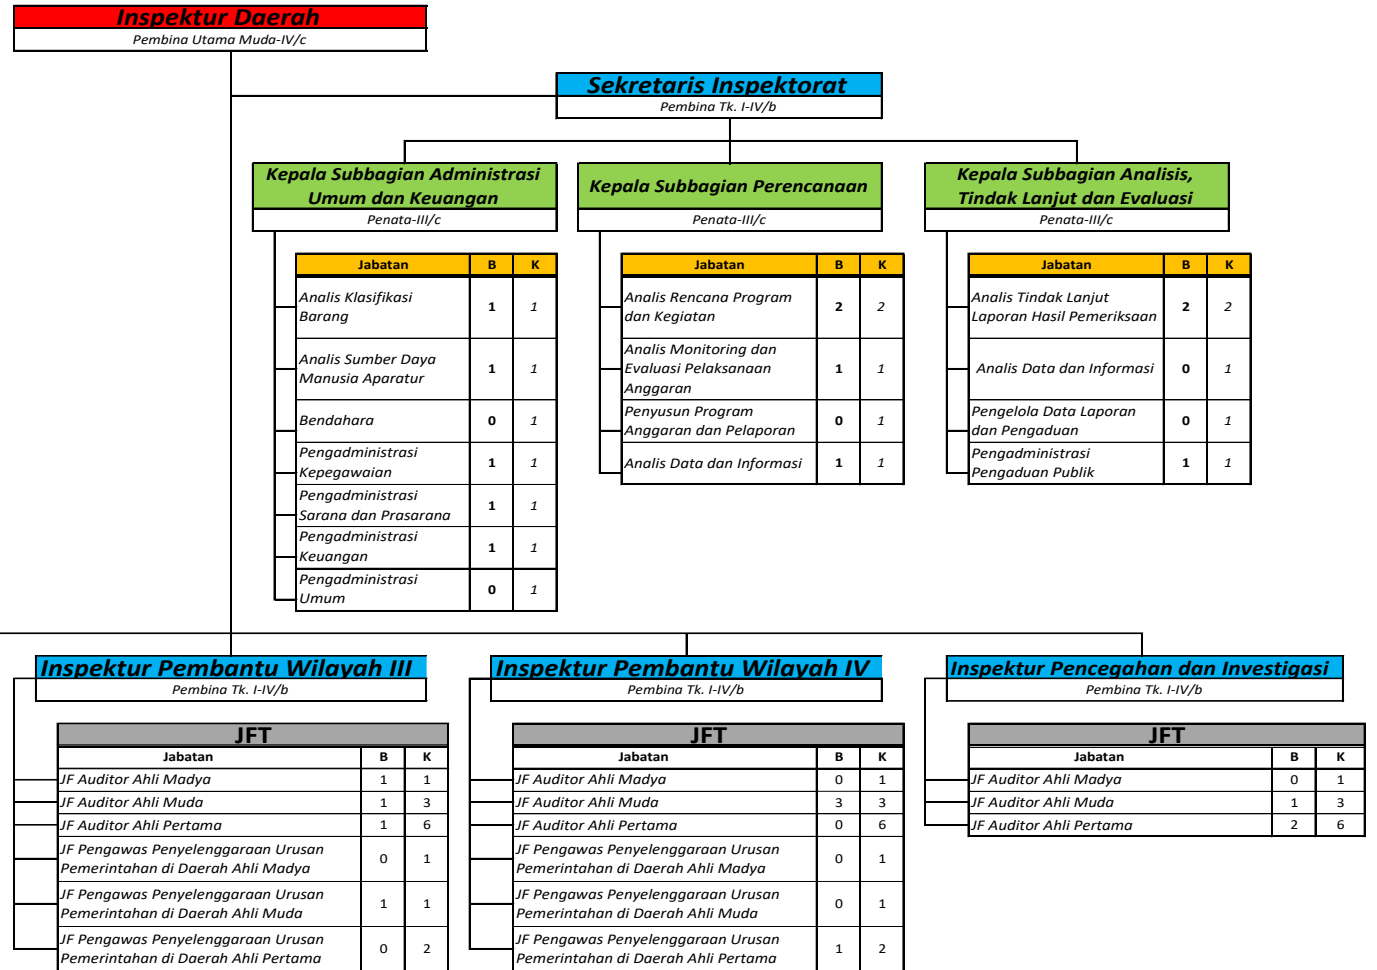 Inspektur Daerah
Pembina Utama Muda-IV/c
Sekretaris Inspektorat
Pembina Tk. I-IV/b
Kepala Subbagian Administrasi
Umum dan Keuangan
Penata-III/c
Jabatan B K
Analis Klasifikasi
Barang 1 1
Analis Sumber Daya
Manusia Aparatur 1 1
Bendahara 0 1
Pengadministrasi
Kepegawaian 1 1
Pengadministrasi
Sarana dan Prasarana 1 1
Pengadministrasi
Keuangan 1 1
Pengadministrasi
Umum 0 1
Kepala Subbagian Perencanaan
Penata-III/c
Jabatan B K
Analis Rencana Program
dan Kegiatan 2 2
Analis Monitoring dan
Evaluasi Pelaksanaan 1 1
Anggaran
Penyusun Program
Anggaran dan Pelaporan 0 1
Analis Data dan Informasi 1 1
Kepala Subbagian Analisis,
Tindak Lanjut dan Evaluasi
Penata-III/c
Jabatan B K
Analis Tindak Lanjut
Laporan Hasil Pemeriksaan 2 2
Analis Data dan Informasi 0 1
Pengelola Data Laporan
dan Pengaduan 0 1
Pengadministrasi
Pengaduan Publik 1 1
Inspektur Pembantu Wilayah III
Pembina Tk. I-IV/b
JFT
Jabatan B K
JF Auditor Ahli Madya 1 1
JF Auditor Ahli Muda 1 3
JF Auditor Ahli Pertama 1 6
JF Pengawas Penyelenggaraan Urusan
Pemerintahan di Daerah Ahli Madya 0 1
JF Pengawas Penyelenggaraan Urusan
Pemerintahan di Daerah Ahli Muda 1 1
JF Pengawas Penyelenggaraan Urusan
Pemerintahan di Daerah Ahli Pertama 0 2
Inspektur Pembantu Wilayah IV
Pembina Tk. I-IV/b
JFT
Jabatan B K
JF Auditor Ahli Madya 0 1
JF Auditor Ahli Muda 3 3
JF Auditor Ahli Pertama 0 6
JF Pengawas Penyelenggaraan Urusan
Pemerintahan di Daerah Ahli Madya 0 1
JF Pengawas Penyelenggaraan Urusan
Pemerintahan di Daerah Ahli Muda 0 1
JF Pengawas Penyelenggaraan Urusan
Pemerintahan di Daerah Ahli Pertama 1 2
Inspektur Pencegahan dan Investigasi
Pembina Tk. I-IV/b
JFT
Jabatan B K
JF Auditor Ahli Madya 0 1
JF Auditor Ahli Muda 1 3
JF Auditor Ahli Pertama 2 6